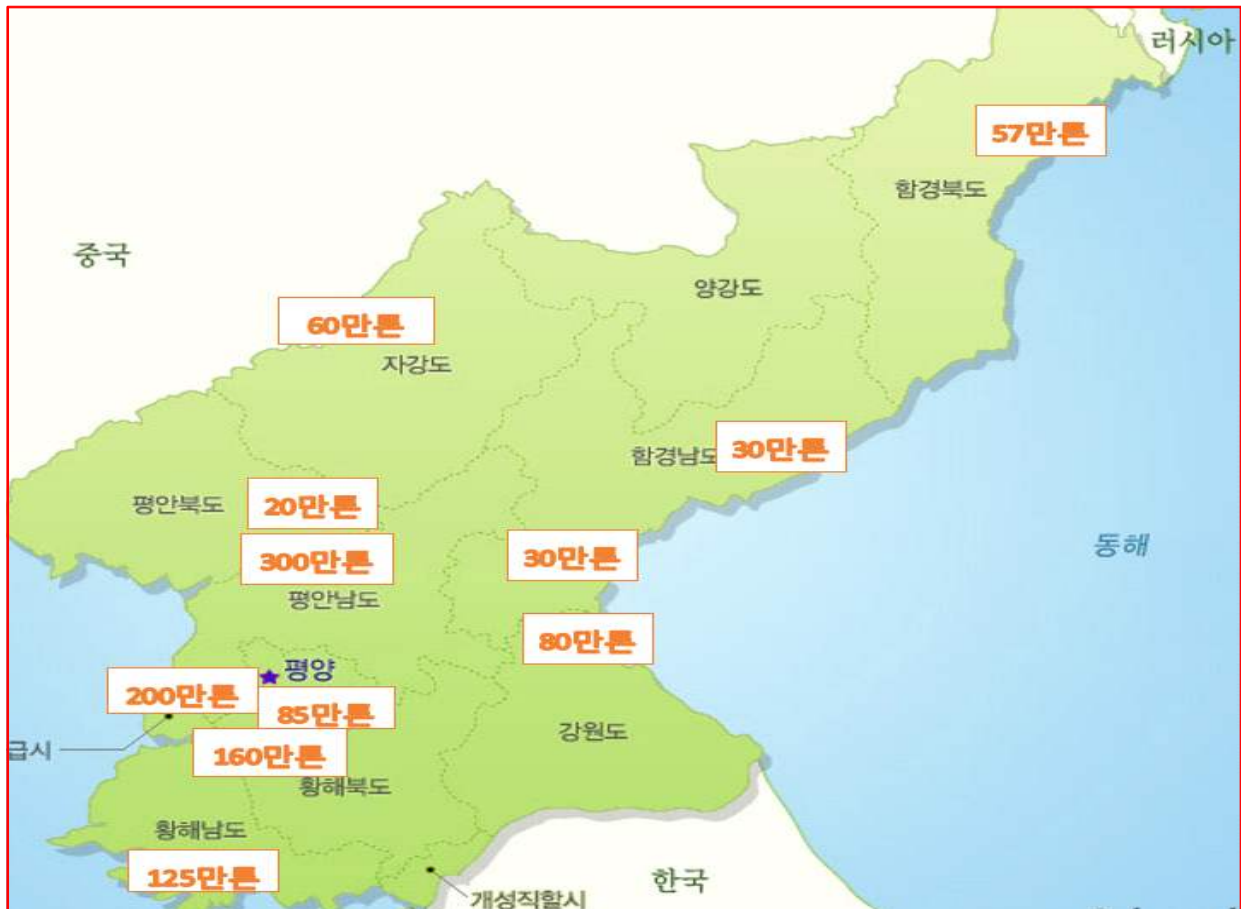 러시아
57만톤
함경북도
중국
양강도
60만톤
자강도
함경남도
30만톤
평안북도
20만톤
동해
300만톤
30만톤
평안남도
80만톤
평양
200만톤
85만톤
강원도
급시
160만톤
황해북도
황해남도
125만톤
한국
개성직할시